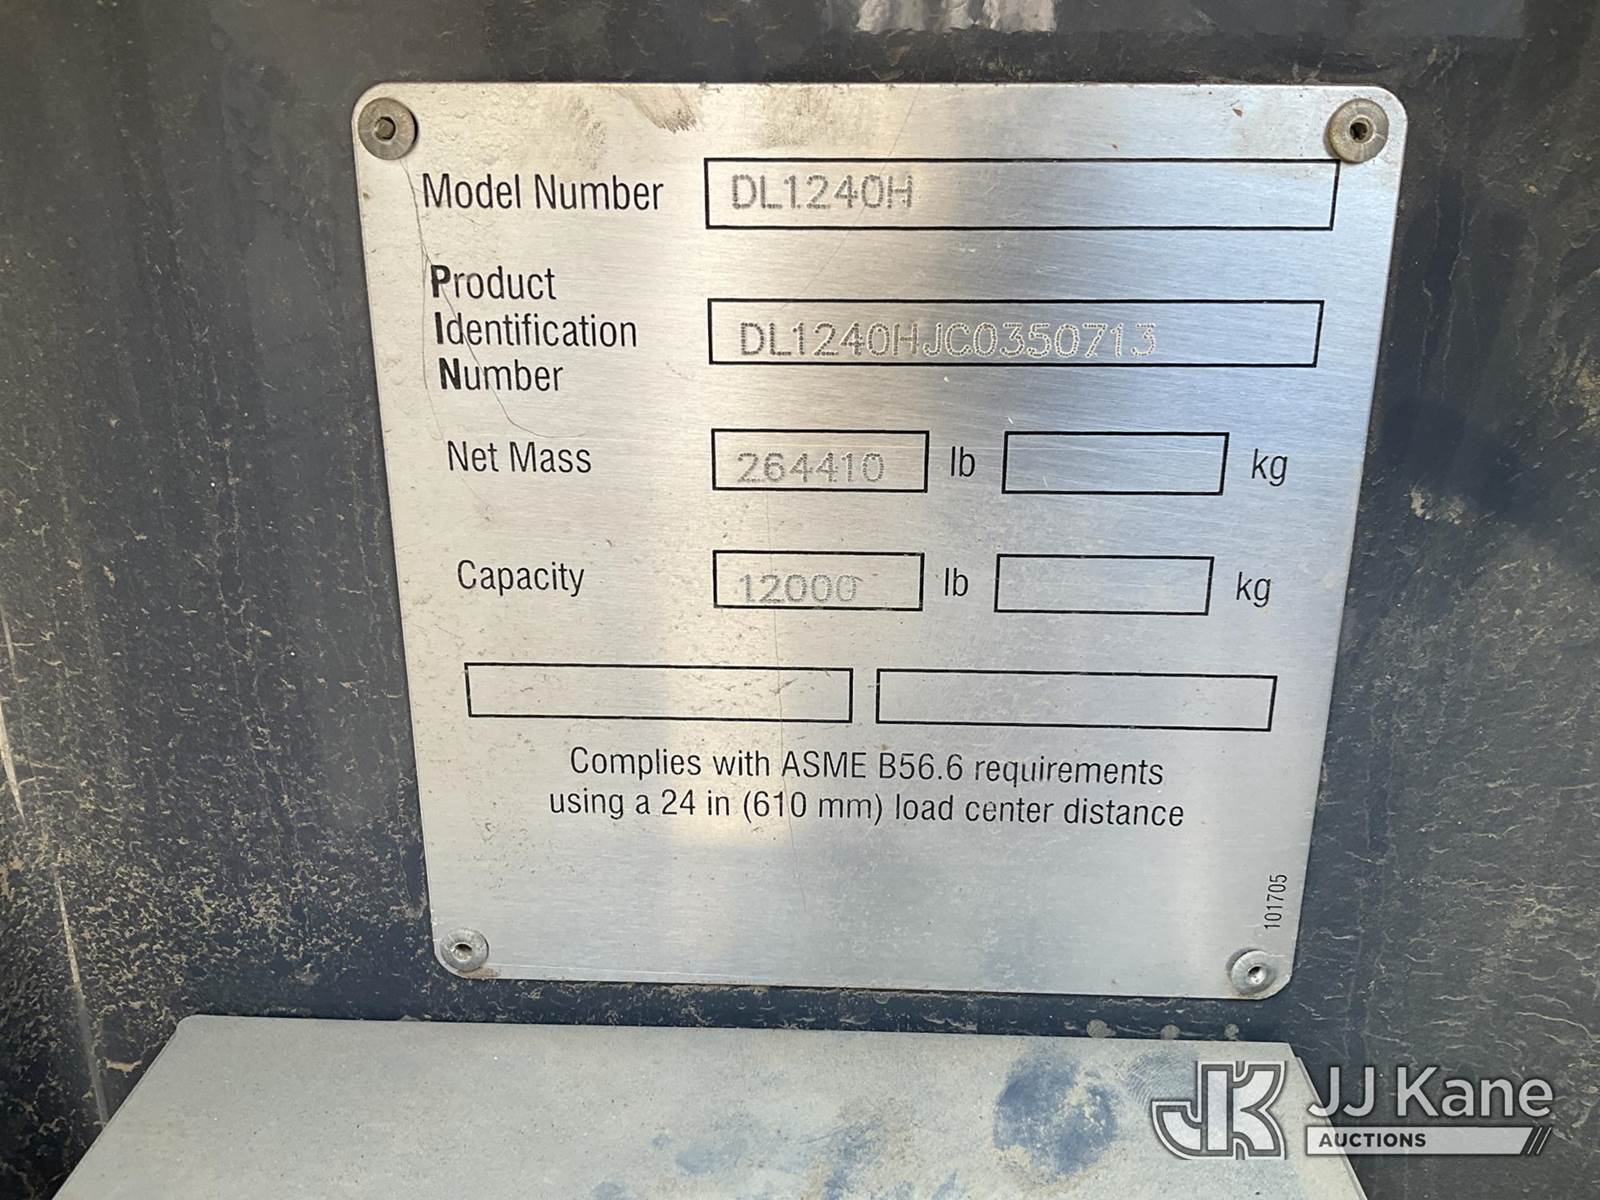 Model Number DL1240H
Product
Identification DL1240HJC0350713
Number
Net Mass 264410 lb kg
Capacity 12000 lb kg
Complies with ASME B56.6 requirements
using a 24 in (610 mm) load center distance
101705
JK JJ Kane
AUCTIONS